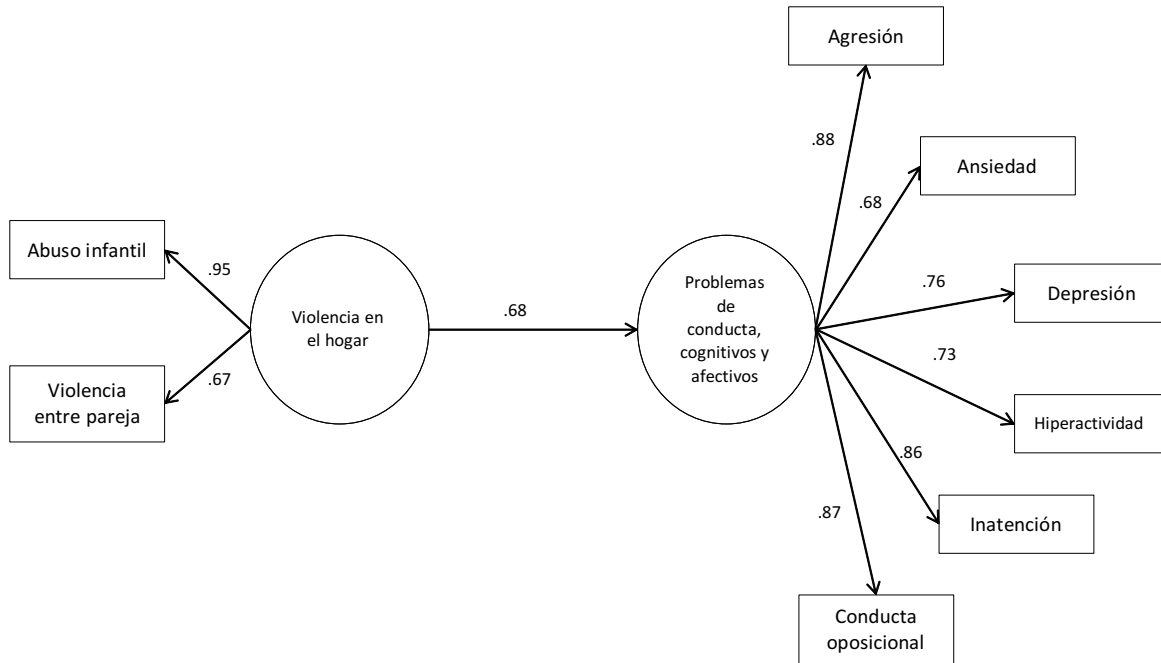 Agresión
.88
Ansiedad
.68
Abuso infantil
.95
Violencia en
el hogar
.68
Problemas
de
conducta,
cognitivos y
afectivos
.76
Depresión
.73
Hiperactividad
Violencia
entre pareja
.67
.86
Inatención
.87
Conducta
oposicional